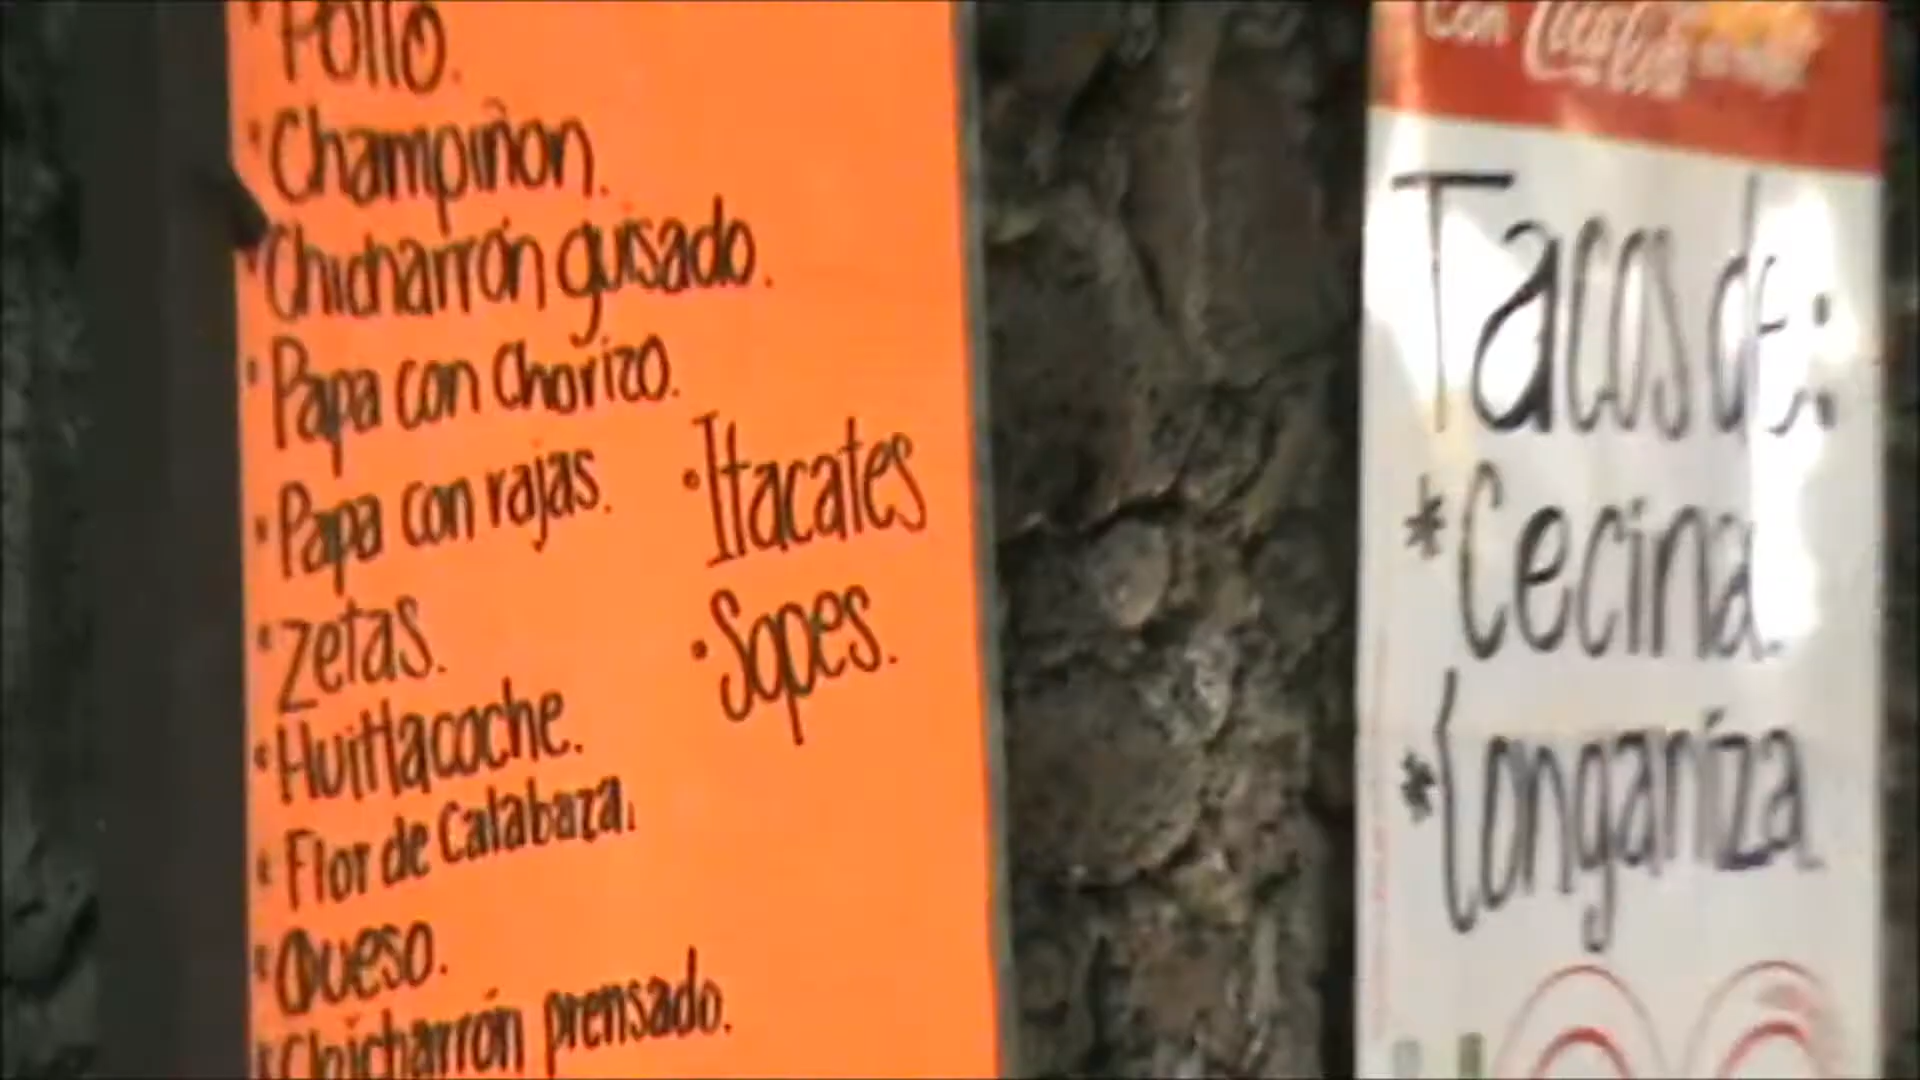 • Pollo.
• Champiñon.
• Chicharrón guisado.
• Papa con Chorizo.
• Papa con rajas.
• Zetas.
• Huitlacoche.
• Flor de Calabaza.
• Queso.
• Chicharrón prensado.
• Itacates
• Sopes.
Con Coca-Cola
Tacos de:
* Cecina.
* Longaniza.